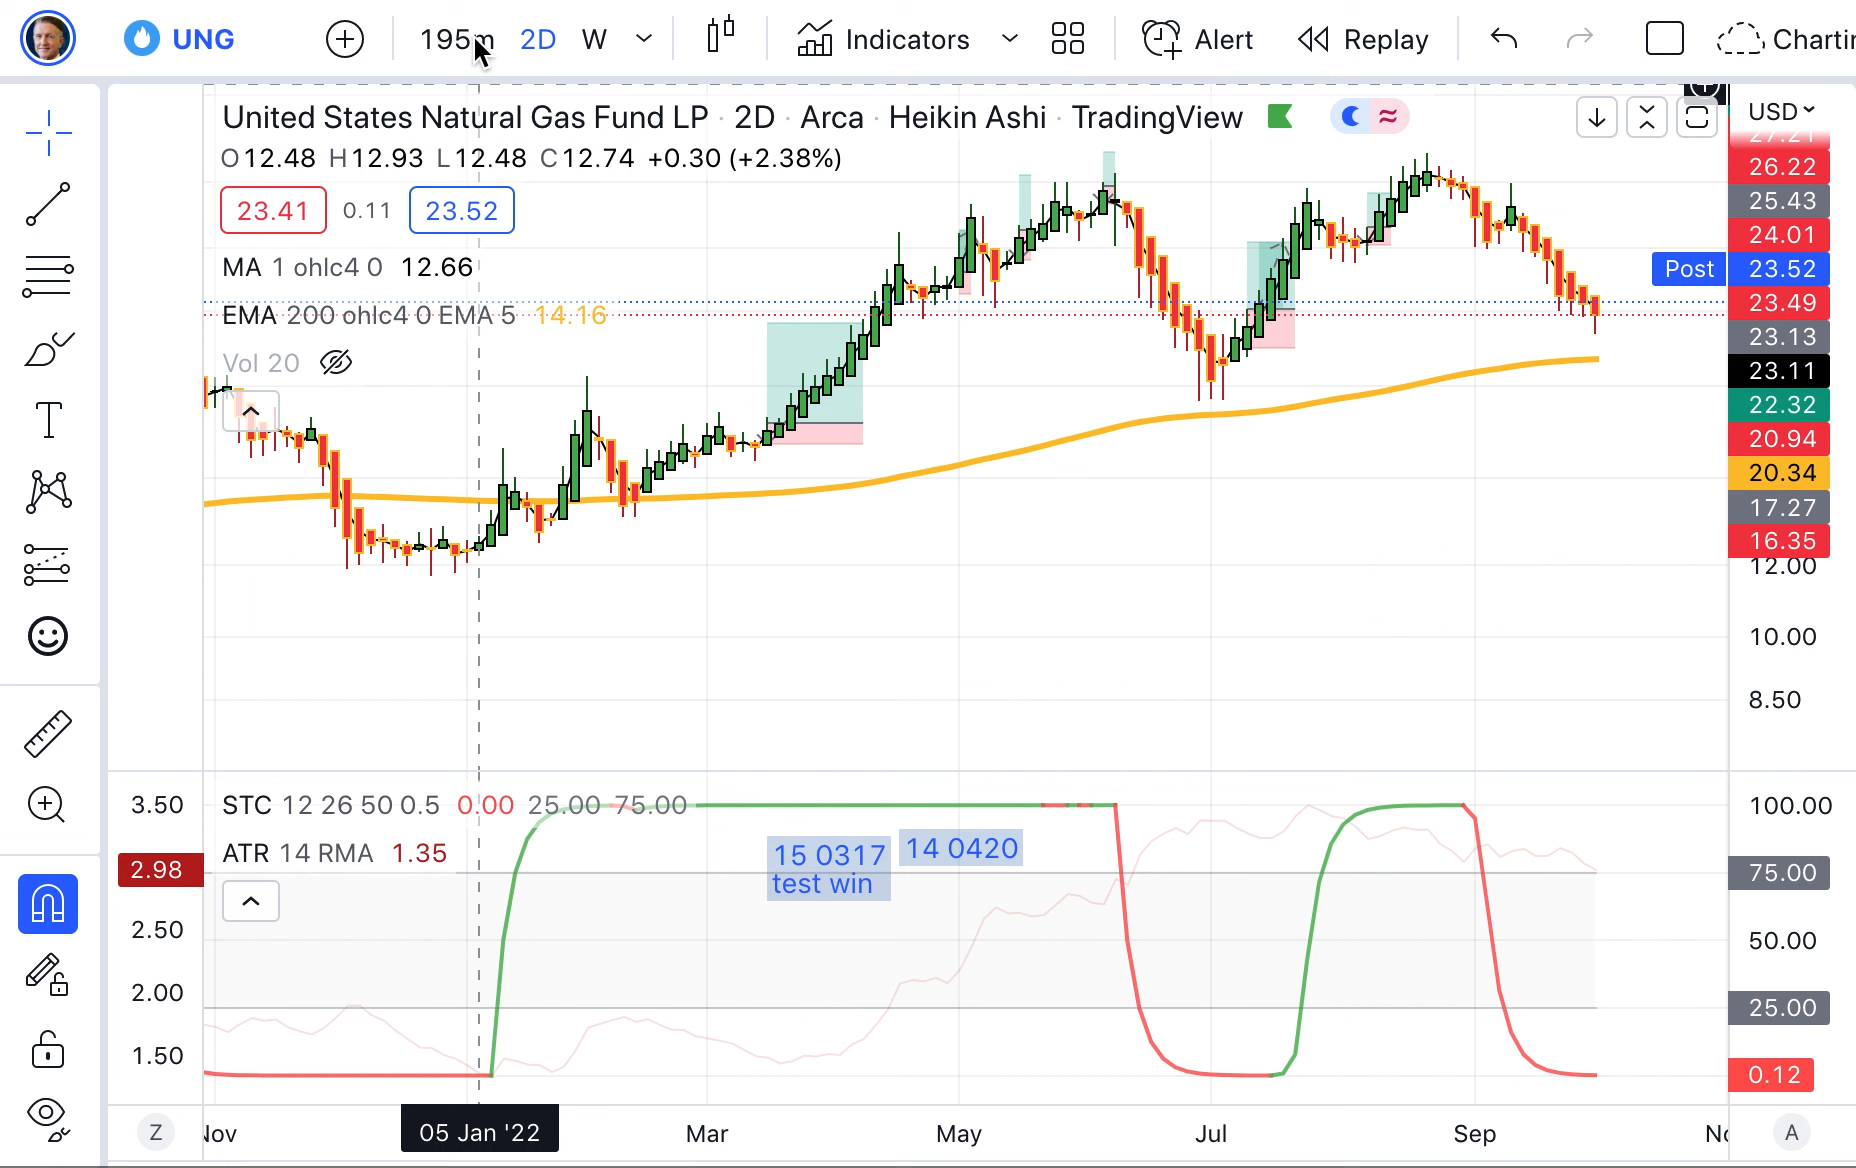 UNG
195m 2D W
Indicators
Alert
Replay
United States Natural Gas Fund LP · 2D · Arca · Heikin Ashi · TradingView
USD
O12.48 H12.93 L12.48 C12.74 +0.30 (+2.38%)
27.21
26.22
25.43
24.01
23.41 0.11 23.52
MA 1 ohlc4 0 12.66
Post 23.52
23.49
EMA 200 ohlc4 0 EMA 5 14.16
23.13
Vol 20
23.11
22.32
20.94
20.34
17.27
16.35
12.00
10.00
8.50
3.50
STC 12 26 50 0.5 0.00 25.00 75.00
100.00
ATR 14 RMA 1.35
15 0317
test win
14 0420
2.98
75.00
2.50
50.00
2.00
25.00
1.50
0.12
Z
Nov
05 Jan '22
Mar
May
Jul
Sep
A